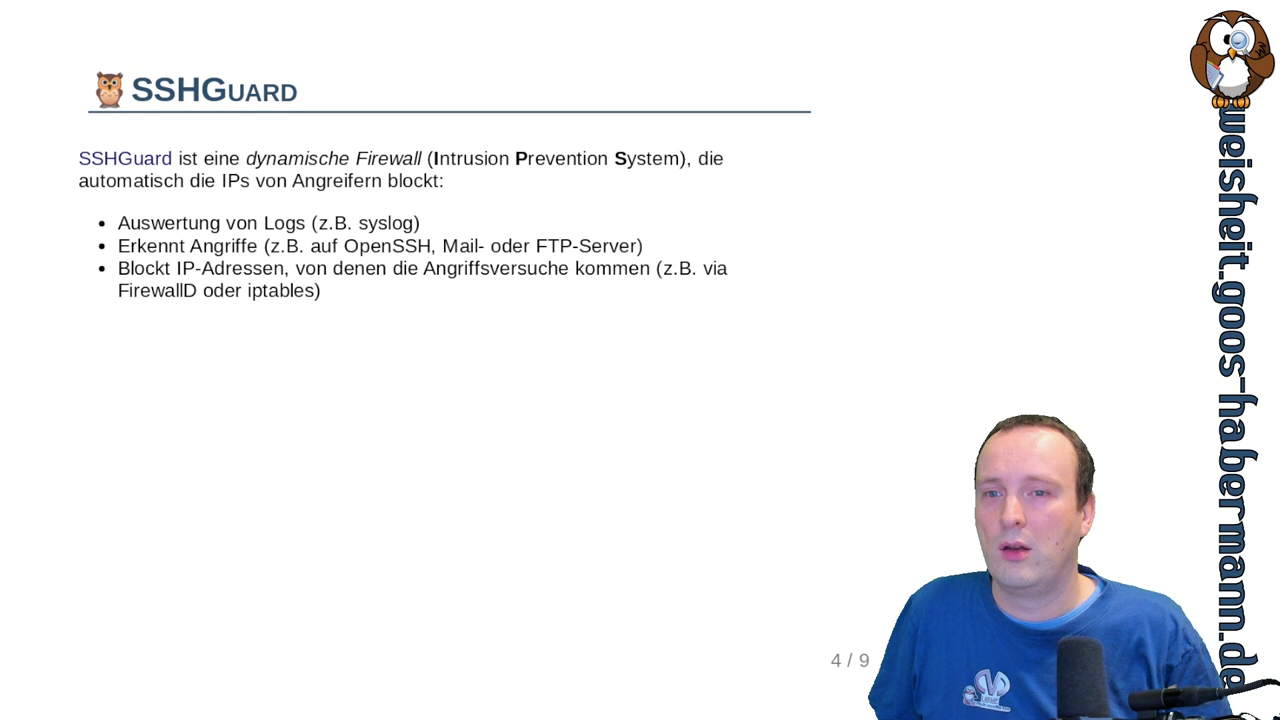 SSHGUARD
SSHGuard ist eine dynamische Firewall (Intrusion Prevention System), die
automatisch die IPs von Angreifern blockt:
• Auswertung von Logs (z.B. syslog)
• Erkennt Angriffe (z.B. auf OpenSSH, Mail- oder FTP-Server)
• Blockt IP-Adressen, von denen die Angriffsversuche kommen (z.B. via
FirewallD oder iptables)
4 / 9
weisheit.goos-habermann.de